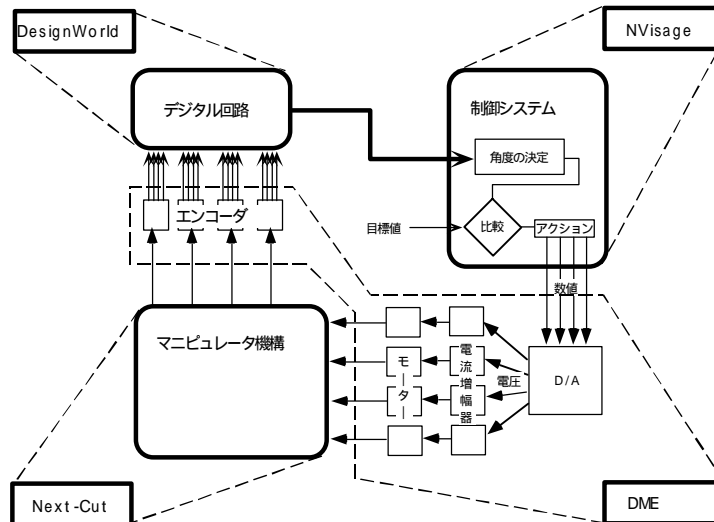 DesignWorld
NVisage
デジタル回路
制御システム
角度の決定
エンコーダ
目標値
比較
アクション
数値
マニピュレータ機構
モーター
電流増幅器
電圧
D/A
Next-Cut
DME